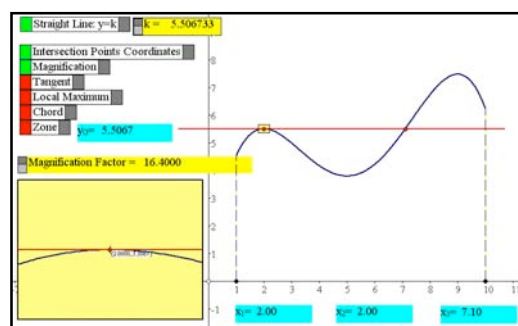 Straight Line: y=k
k = 5.506733
Intersection Points Coordinates
Magnification
Tangent
Local Maximum
Chord
Zone
y₀= 5.5067
Magnification Factor = 16.4000
8
6
5
4
3
2
1
-1
1 2 3 4 5 6 7 8 9 10 11
x₁= 2.00
x₂= 2.00
x₃= 7.10